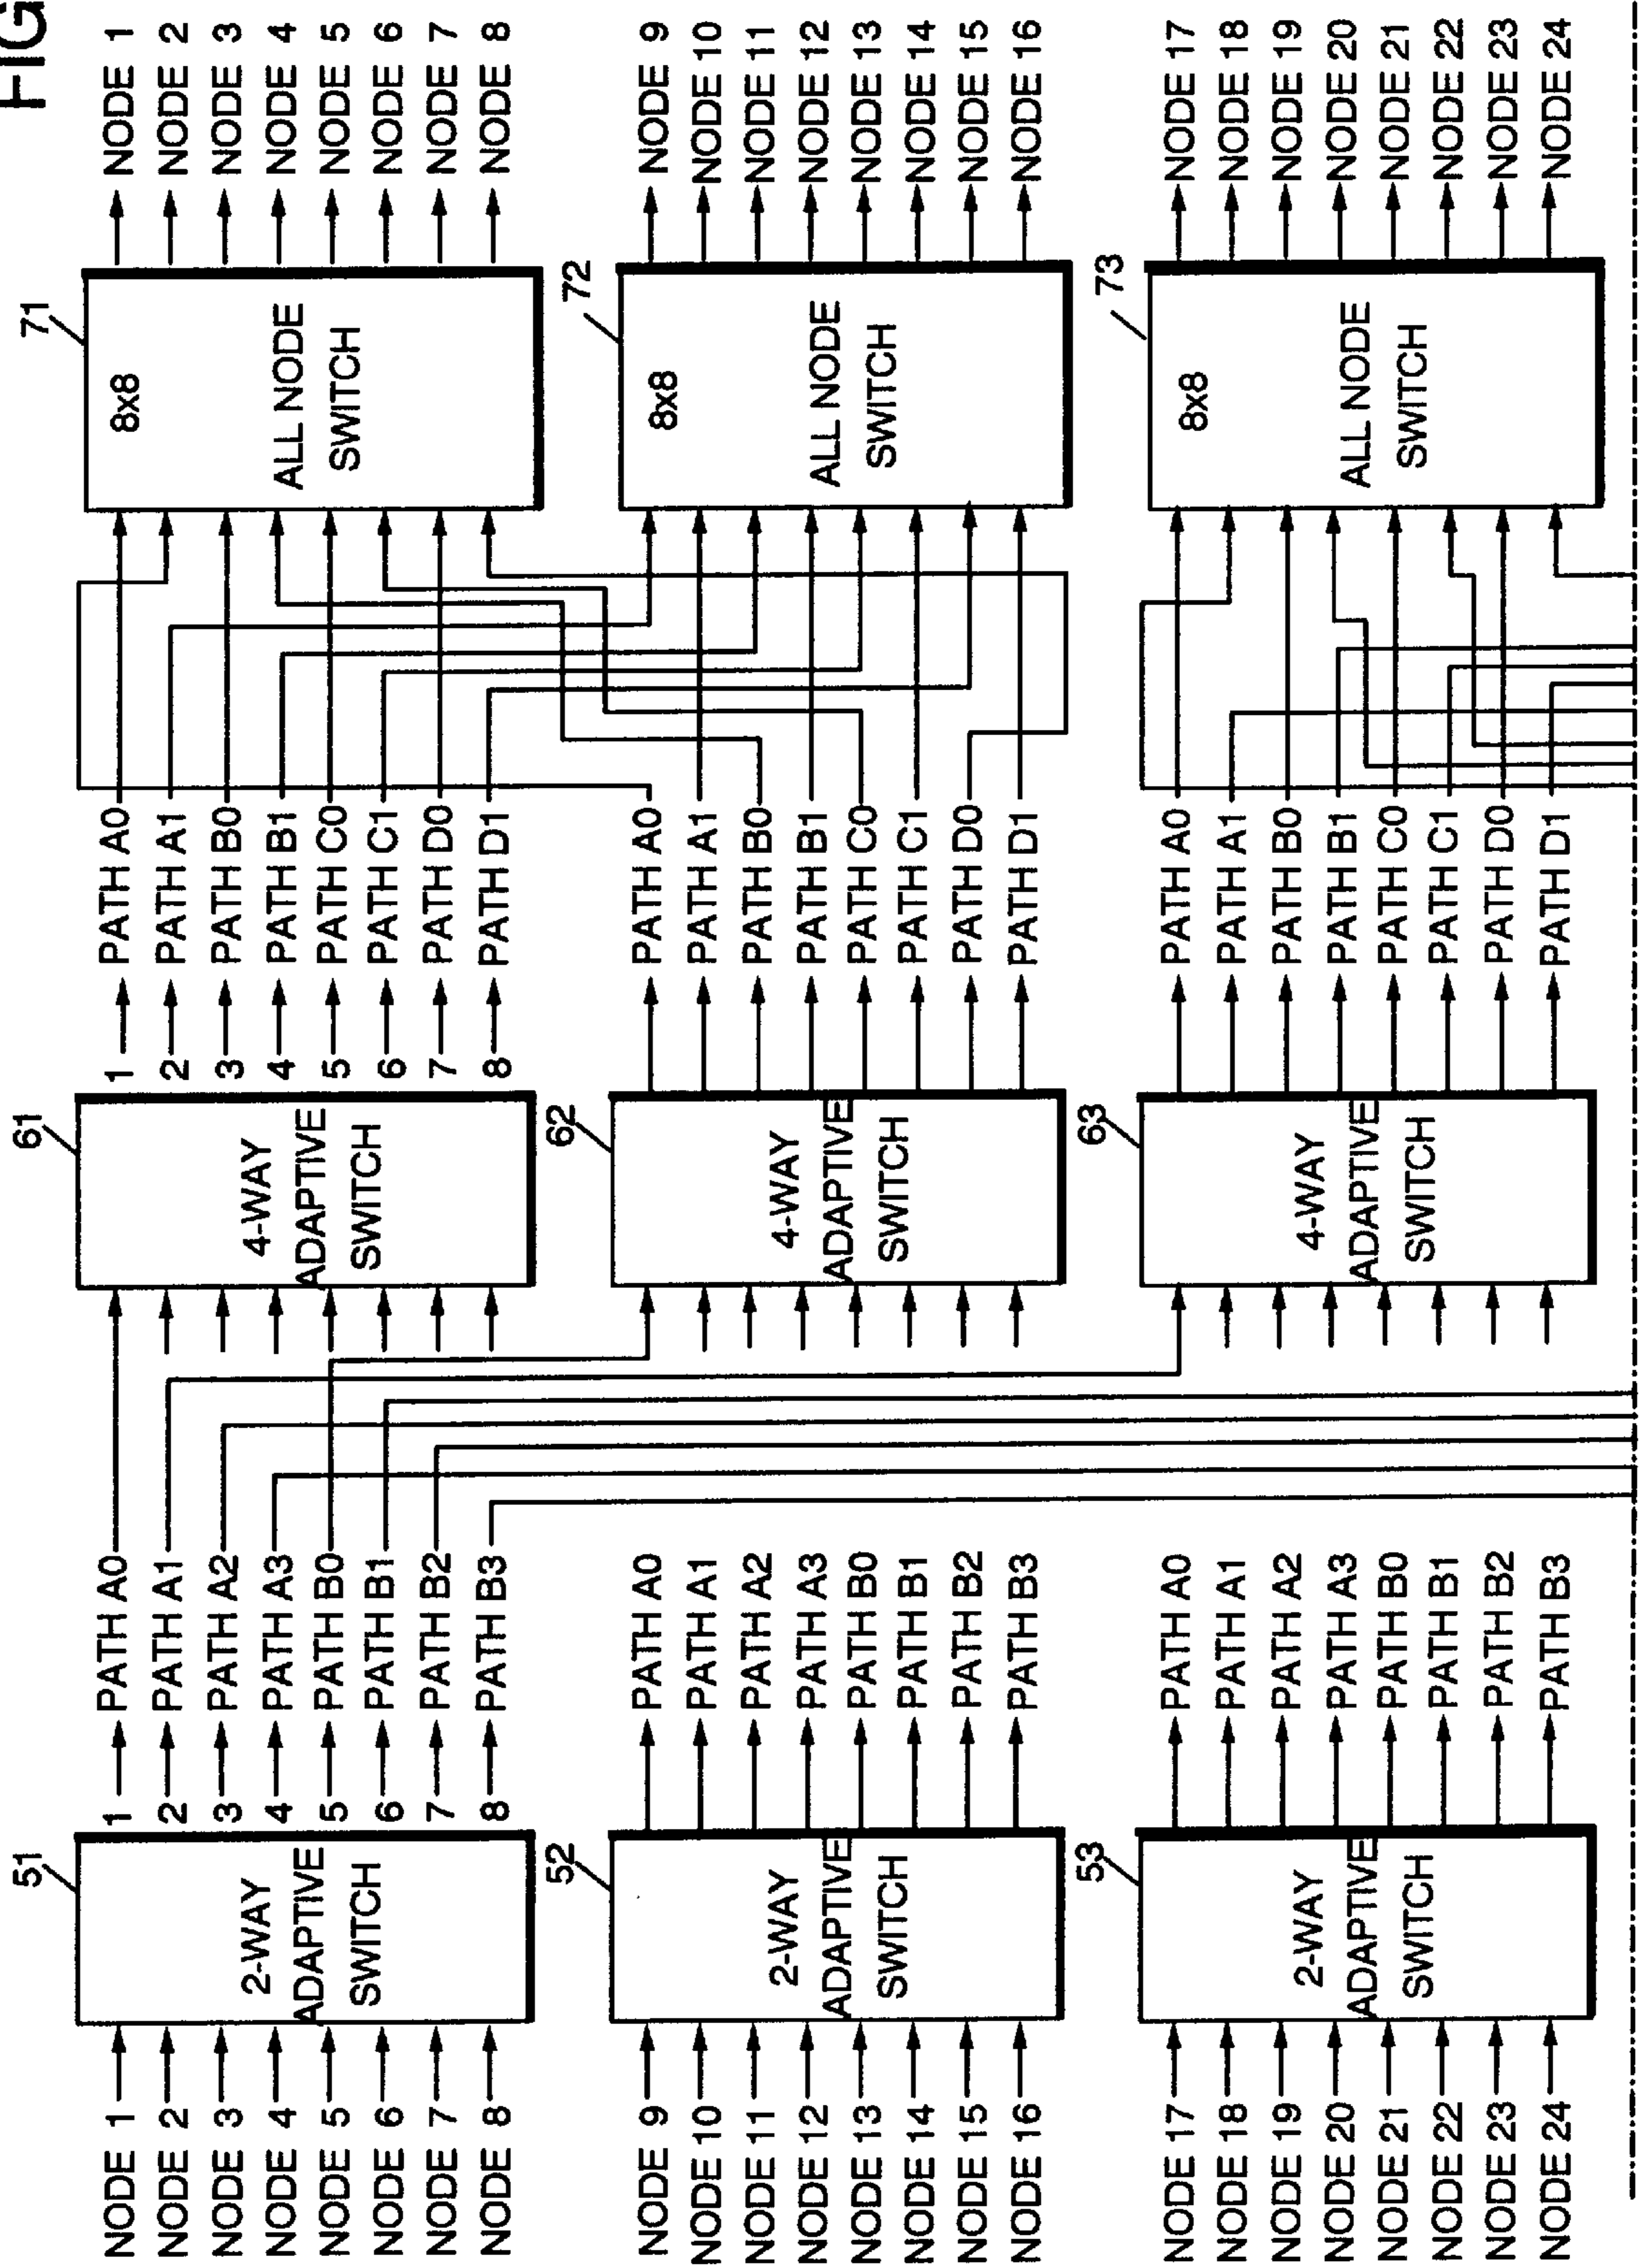 FIG
NODE 1
NODE 2
NODE 3
NODE 4
NODE 5
NODE 6
NODE 7
NODE 8
51
2-WAY
ADAPTIVE
SWITCH
1 PATH A0
2 PATH A1
3 PATH A2
4 PATH A3
5 PATH B0
6 PATH B1
7 PATH B2
8 PATH B3
61
4-WAY
ADAPTIVE
SWITCH
1 PATH A0
2 PATH A1
3 PATH B0
4 PATH B1
5 PATH C0
6 PATH C1
7 PATH D0
8 PATH D1
71
8x8
ALL NODE
SWITCH
NODE 1
NODE 2
NODE 3
NODE 4
NODE 5
NODE 6
NODE 7
NODE 8
NODE 9
NODE 10
NODE 11
NODE 12
NODE 13
NODE 14
NODE 15
NODE 16
52
2-WAY
ADAPTIVE
SWITCH
PATH A0
PATH A1
PATH A2
PATH A3
PATH B0
PATH B1
PATH B2
PATH B3
62
4-WAY
ADAPTIVE
SWITCH
PATH A0
PATH A1
PATH B0
PATH B1
PATH C0
PATH C1
PATH D0
PATH D1
72
8x8
ALL NODE
SWITCH
NODE 9
NODE 10
NODE 11
NODE 12
NODE 13
NODE 14
NODE 15
NODE 16
NODE 17
NODE 18
NODE 19
NODE 20
NODE 21
NODE 22
NODE 23
NODE 24
53
2-WAY
ADAPTIVE
SWITCH
PATH A0
PATH A1
PATH A2
PATH A3
PATH B0
PATH B1
PATH B2
PATH B3
63
4-WAY
ADAPTIVE
SWITCH
PATH A0
PATH A1
PATH B0
PATH B1
PATH C0
PATH C1
PATH D0
PATH D1
73
8x8
ALL NODE
SWITCH
NODE 17
NODE 18
NODE 19
NODE 20
NODE 21
NODE 22
NODE 23
NODE 24